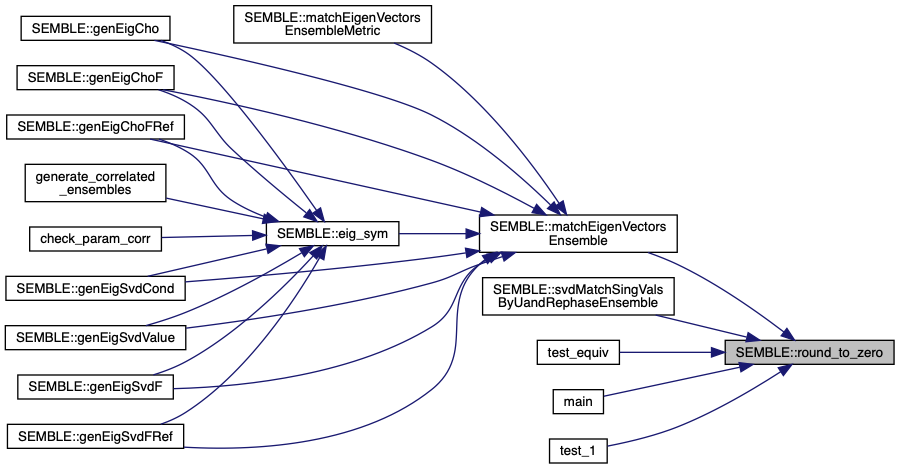 SEMBLE::genEigCho
SEMBLE::matchEigenVectors
EnsembleMetric
SEMBLE::genEigChoF
SEMBLE::genEigChoFRef
generate_correlated
_ensembles
check_param_corr
SEMBLE::genEigSvdCond
SEMBLE::genEigSvdValue
SEMBLE::genEigSvdF
SEMBLE::genEigSvdFRef
SEMBLE::eig_sym
SEMBLE::matchEigenVectors
Ensemble
SEMBLE::svdMatchSingVals
ByUandRephaseEnsemble
test_equiv
main
test_1
SEMBLE::round_to_zero